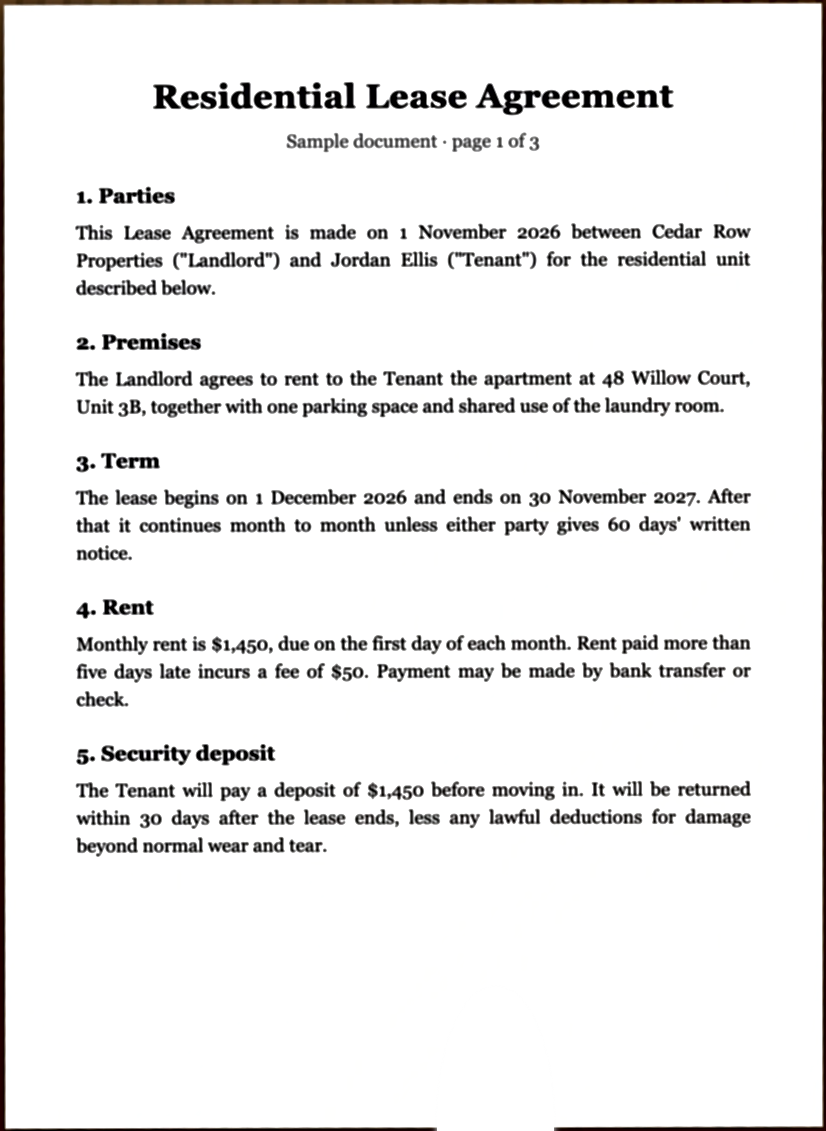 Residential Lease Agreement
Sample document · page 1 of 3
1. Parties
This Lease Agreement is made on 1 November 2026 between Cedar Row
Properties ("Landlord") and Jordan Ellis ("Tenant") for the residential unit
described below.
2. Premises
The Landlord agrees to rent to the Tenant the apartment at 48 Willow Court,
Unit 3B, together with one parking space and shared use of the laundry room.
3. Term
The lease begins on 1 December 2026 and ends on 30 November 2027. After
that it continues month to month unless either party gives 60 days' written
notice.
4. Rent
Monthly rent is $1,450, due on the first day of each month. Rent paid more than
five days late incurs a fee of $50. Payment may be made by bank transfer or
check.
5. Security deposit
The Tenant will pay a deposit of $1,450 before moving in. It will be returned
within 30 days after the lease ends, less any lawful deductions for damage
beyond normal wear and tear.